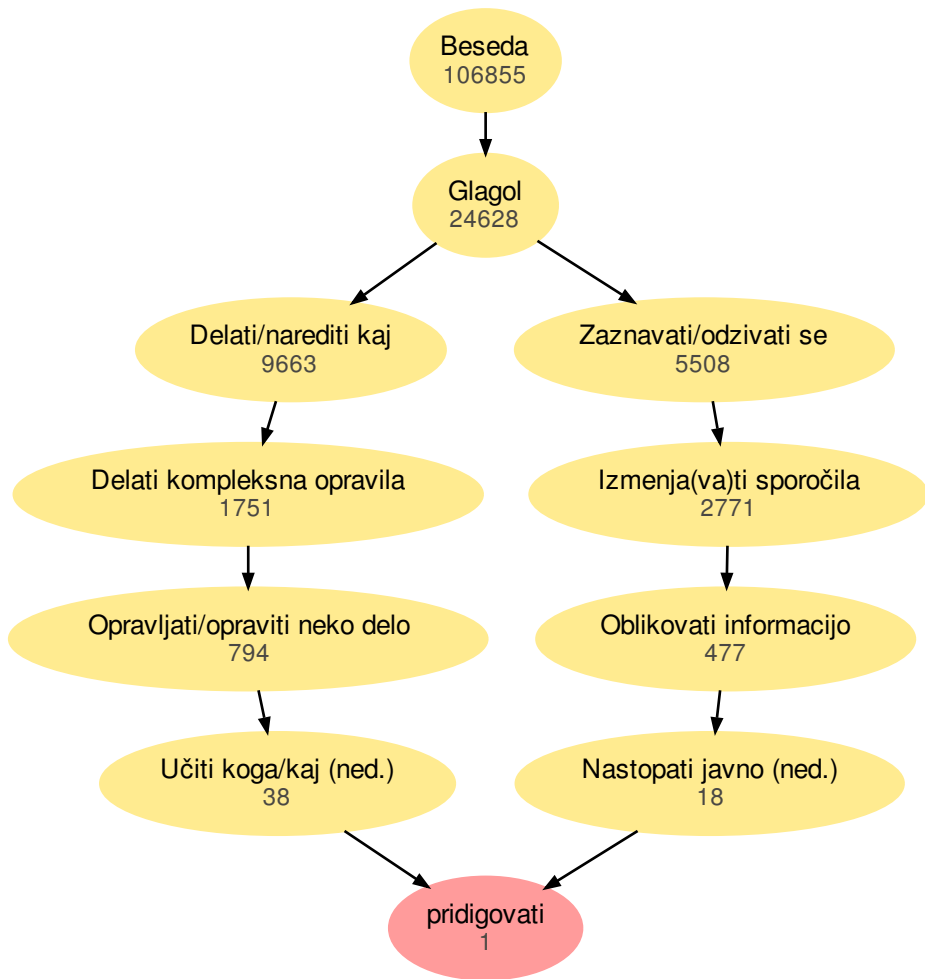 Beseda
106855
Glagol
24628
Delati/narediti kaj
9663
Zaznavati/odzivati se
5508
Delati kompleksna opravila
1751
Izmenja(va)ti sporočila
2771
Opravljati/opraviti neko delo
794
Oblikovati informacijo
477
Učiti koga/kaj (ned.)
38
Nastopati javno (ned.)
18
pridigovati
1